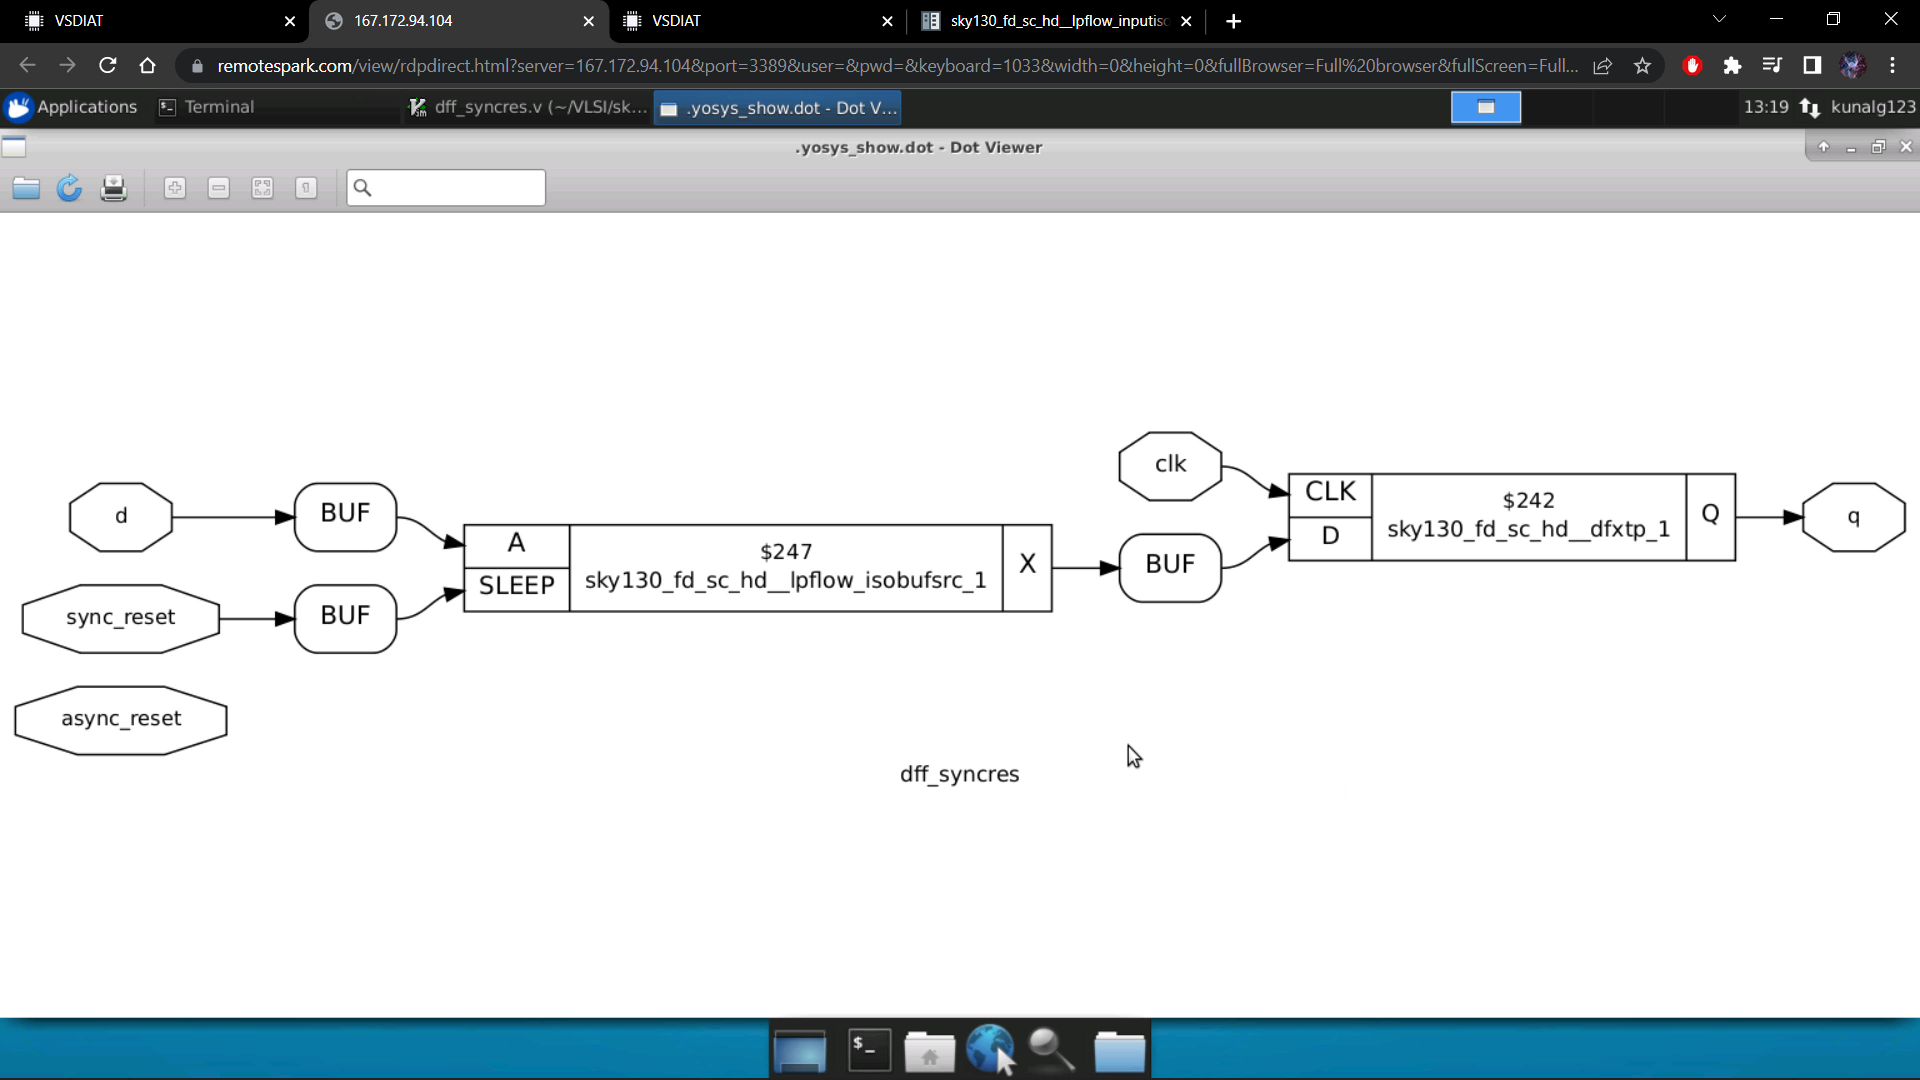 VSDIAT
167.172.94.104
VSDIAT
sky130_fd_sc_hd__lpflow_inputiso
remotespark.com/view/rdpdirect.html?server=167.172.94.104&port=3389&user=&pwd=&keyboard=1033&width=0&height=0&fullBrowser=Full%20browser&fullScreen=Full...
Applications
Terminal
dff_syncres.v (~/VLSI/sk...
.yosys_show.dot - Dot V...
13:19
kunalg123
.yosys_show.dot - Dot Viewer
clk
d
BUF
A
SLEEP
$247
sky130_fd_sc_hd__lpflow_isobufsrc_1
X
BUF
CLK
D
$242
sky130_fd_sc_hd__dfxtp_1
Q
q
sync_reset
BUF
async_reset
dff_syncres
$_